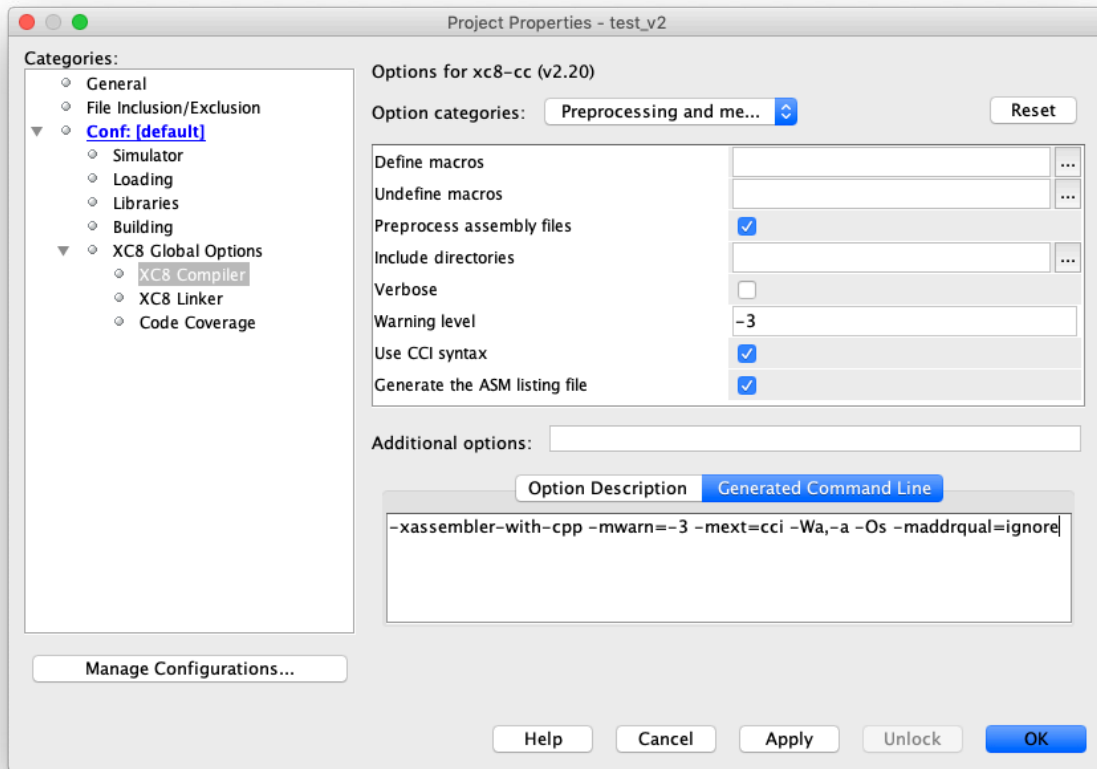 Project Properties - test_v2
Categories:
General
File Inclusion/Exclusion
Conf: [default]
Simulator
Loading
Libraries
Building
XC8 Global Options
XC8 Compiler
XC8 Linker
Code Coverage
Manage Configurations...
Options for xc8-cc (v2.20)
Option categories: Preprocessing and me... Reset
Define macros ...
Undefine macros ...
Preprocess assembly files
Include directories ...
Verbose
Warning level -3
Use CCI syntax
Generate the ASM listing file
Additional options:
Option Description Generated Command Line
-xassembler-with-cpp -mwarn=-3 -mext=cci -Wa,-a -Os -maddrqual=ignore
Help Cancel Apply Unlock OK